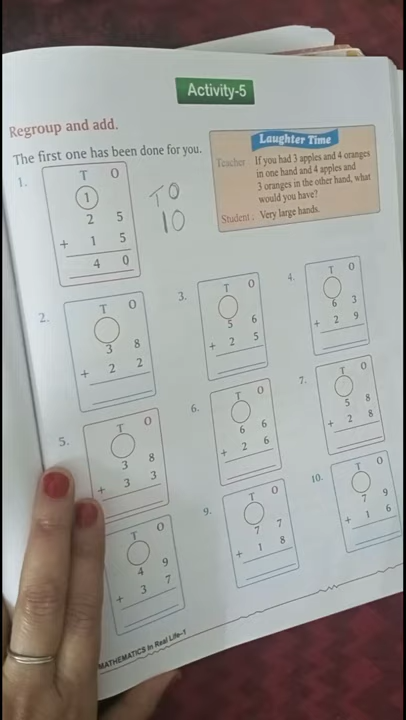 Activity-5
Regroup and add.
The first one has been done for you.
Laughter Time
Teacher : If you had 3 apples and 4 oranges
in one hand and 4 apples and
3 oranges in the other hand, what
would you have?
Student : Very large hands.
1.
T O
1
2 5
+ 1 5
4 0
T O
10
2.
T O
3 8
+ 2 2
3.
T O
5 6
+ 2 5
4.
T O
6 3
+ 2 9
5.
T O
3 8
+ 3 3
6.
T O
6 6
+ 2 6
7.
T O
5 8
+ 2 8
T O
4 9
+ 3 7
9.
T O
7 7
+ 1 8
10.
T O
7 9
+ 1 6
MATHEMATICS in Real Life-1